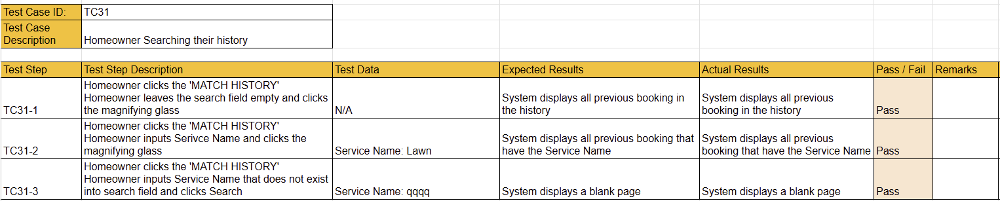 Test Case ID: TC31
Test Case
Description Homeowner Searching their history
Test Step Test Step Description Test Data Expected Results Actual Results Pass / Fail Remarks
Homeowner clicks the 'MATCH HISTORY'
Homeowner leaves the search field empty and clicks
the magnifying glass
TC31-1
N/A
System displays all previous booking in
the history
System displays all previous
booking in the history
Pass
Homeowner clicks the 'MATCH HISTORY'
Homeowner inputs Serivce Name and clicks the
magnifying glass
TC31-2
Service Name: Lawn
System displays all previous booking that
have the Service Name
System displays all previous
booking that have the Service Name
Pass
Homeowner clicks the 'MATCH HISTORY'
Homeowner inputs Service Name that does not exist
into search field and clicks Search
TC31-3
Service Name: qqqq
System displays a blank page
System displays a blank page
Pass